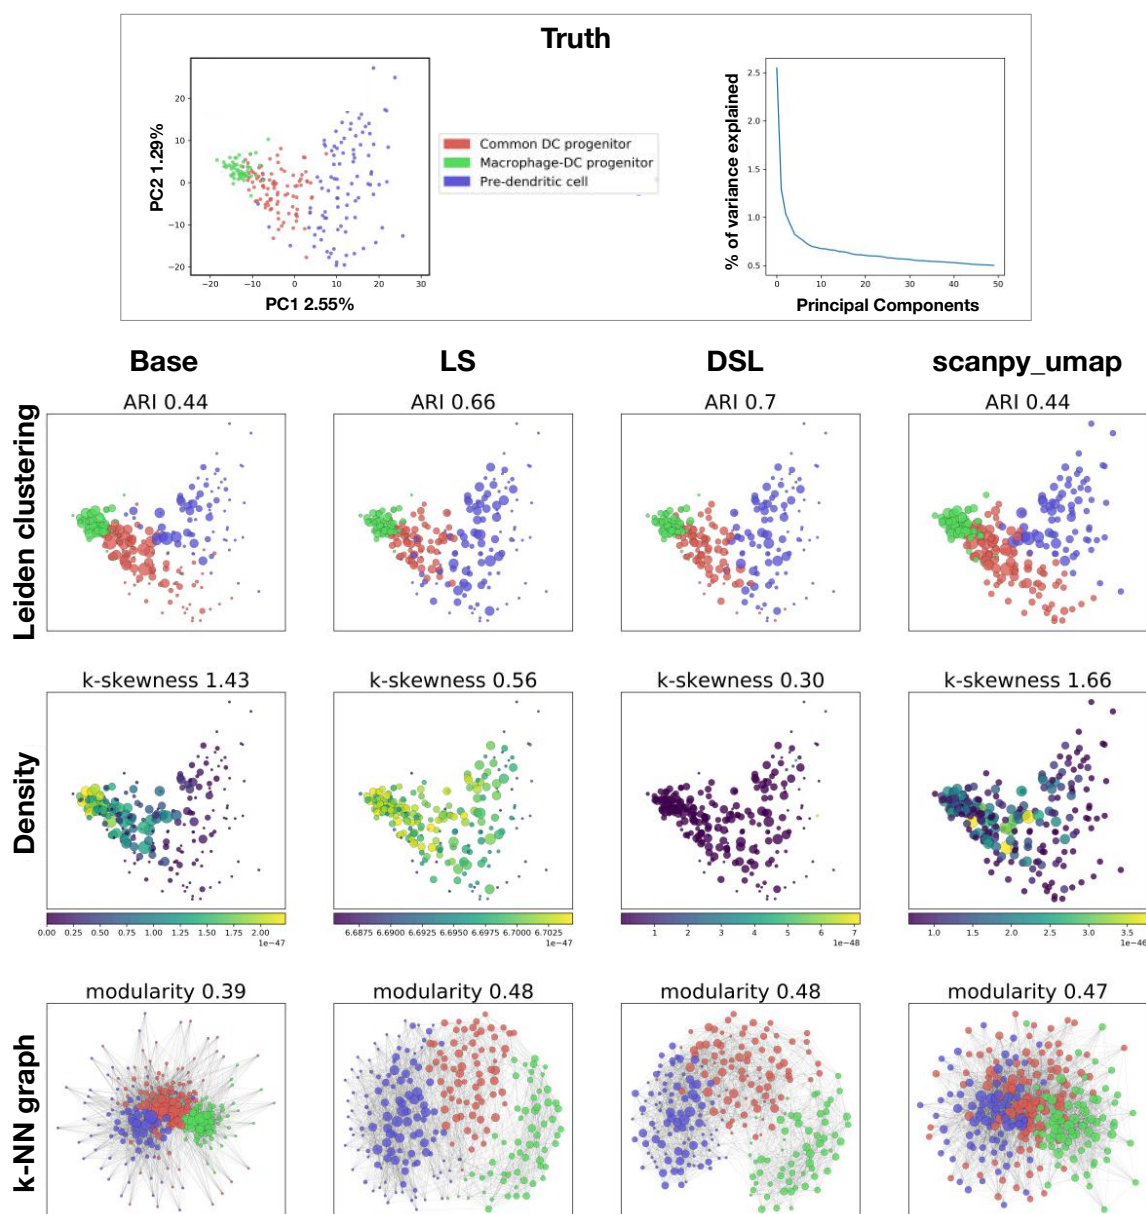 Truth
PC2 1.29%
20
10
0
−10
−20
−20 −10 0 10 20 30
PC1 2.55%
Common DC progenitor
Macrophage-DC progenitor
Pre-dendritic cell
% of variance explained
2.5
2.0
1.5
1.0
0.5
0 10 20 30 40 50
Principal Components
Base LS DSL scanpy_umap
Leiden clustering
ARI 0.44 ARI 0.66 ARI 0.7 ARI 0.44
Density
k-skewness 1.43 k-skewness 0.56 k-skewness 0.30 k-skewness 1.66
0.00 0.25 0.50 0.75 1.00 1.25 1.50 1.75 2.00
1e−47
6.6875 6.6900 6.6925 6.6950 6.6975 6.7000 6.7025
1e−47
1 2 3 4 5 6 7
1e−48
1.0 1.5 2.0 2.5 3.0 3.5
1e−46
k-NN graph
modularity 0.39 modularity 0.48 modularity 0.48 modularity 0.47